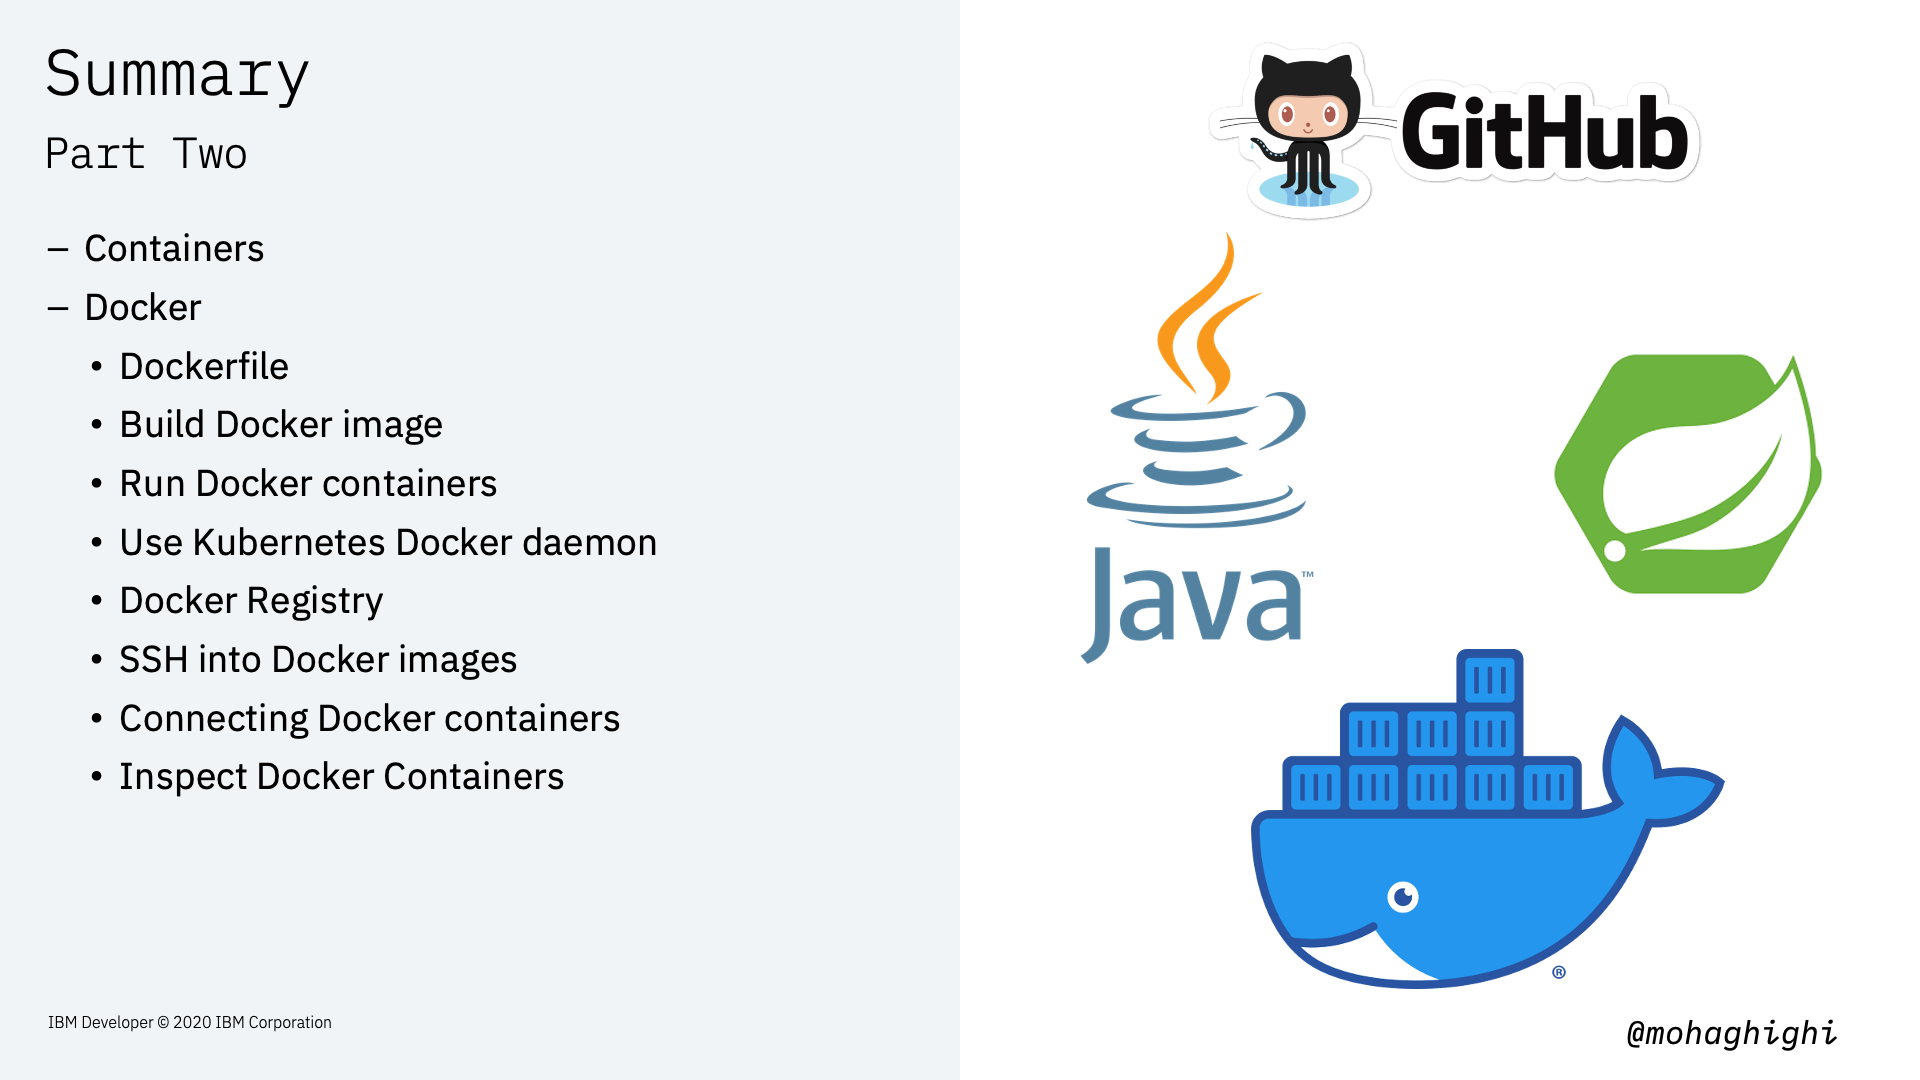 Summary
Part Two
– Containers
– Docker
• Dockerfile
• Build Docker image
• Run Docker containers
• Use Kubernetes Docker daemon
• Docker Registry
• SSH into Docker images
• Connecting Docker containers
• Inspect Docker Containers
IBM Developer © 2020 IBM Corporation
GitHub
Java™
®
@mohaghighi